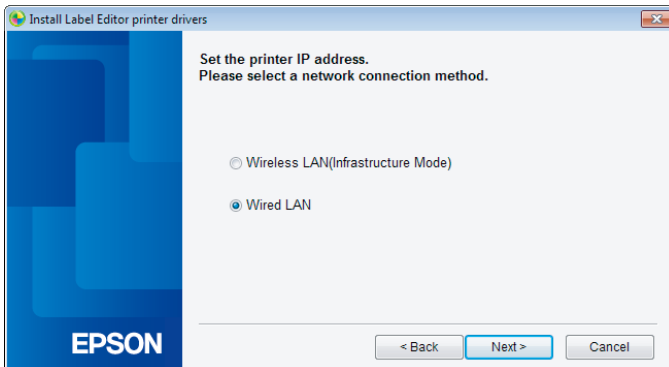 Install Label Editor printer drivers
Set the printer IP address.
Please select a network connection method.
Wireless LAN(Infrastructure Mode)
Wired LAN
EPSON
< Back
Next >
Cancel